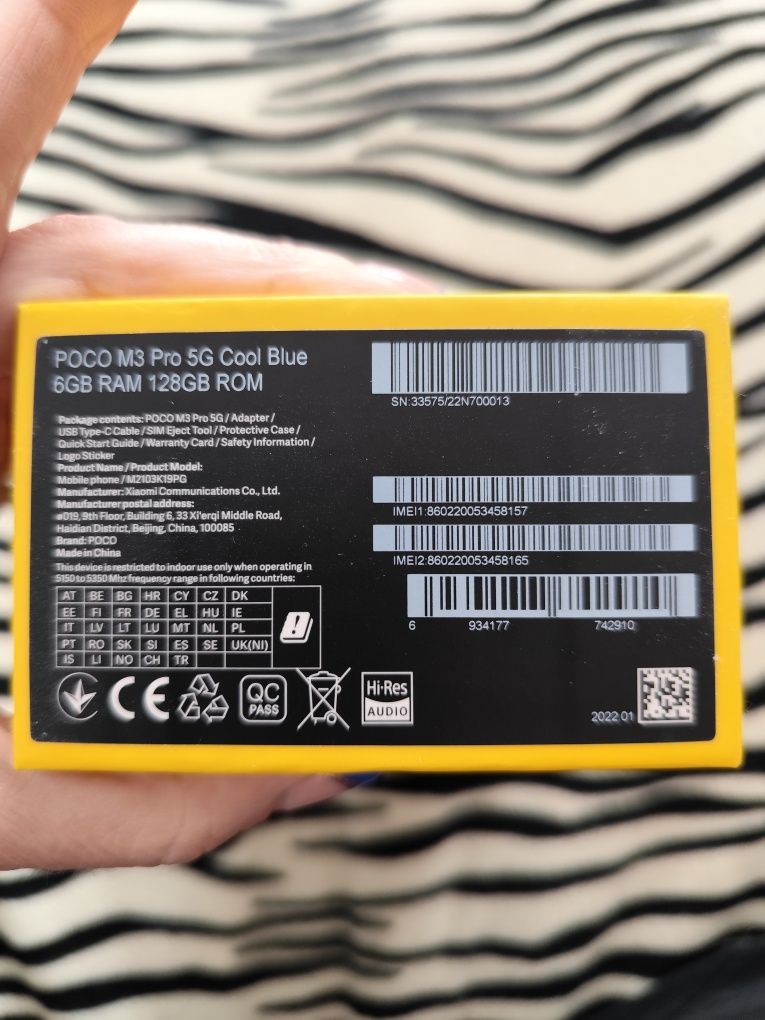 POCO M3 Pro 5G Cool Blue
6GB RAM 128GB ROM
Package contents: POCO M3 Pro 5G / Adapter /
USB Type-C Cable / SIM Eject Tool / Protective Case /
Quick Start Guide / Warranty Card / Safety Information /
Logo Sticker
Product Name / Product Model:
Mobile phone / M2103K19PG
Manufacturer: Xiaomi Communications Co., Ltd.
Manufacturer postal address:
#019, 9th Floor, Building 6, 33 Xi'erqi Middle Road,
Haidian District, Beijing, China, 100085
Brand: POCO
Made in China
This device is restricted to indoor use only when operating in
5150 to 5350 Mhz frequency range in following countries:
AT BE BG HR CY CZ DK
EE FI FR DE EL HU IE
IT LV LT LU MT NL PL
PT RO SK SI ES SE UK(NI)
IS LI NO CH TR
CE
QC
PASS
Hi-Res
AUDIO
SN:33575/22N700013
IMEI1:860220053458157
IMEI2:860220053458165
6 934177 742910
2022 01